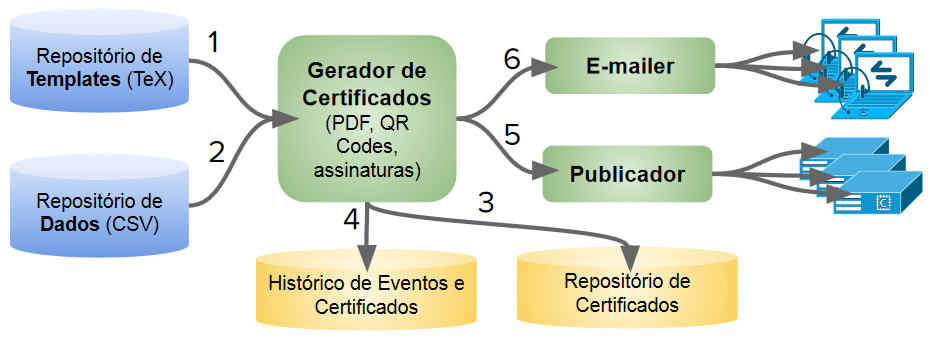 1
Repositório de
Templates (TeX)
2
Repositório de
Dados (CSV)
Gerador de
Certificados
(PDF, QR
Codes,
assinaturas)
6
E-mailer
5
Publicador
C
4
3
Histórico de Eventos e
Certificados
Repositório de
Certificados